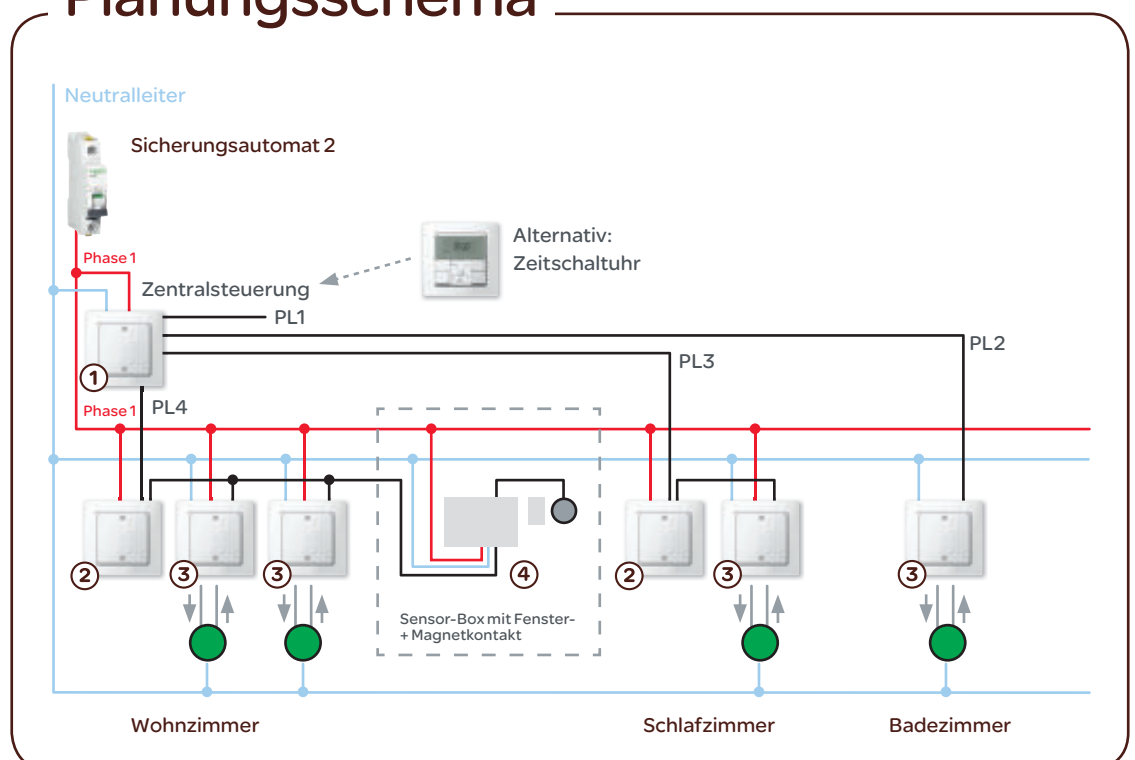 Planungsschema
Neutralleiter
Sicherungsautomat 2
Phase 1
Alternativ:
Zeitschaltuhr
Zentralsteuerung
PL1
PL2
PL3
1
Phase 1
PL4
2
3
3
4
2
3
3
Sensor-Box mit Fenster-
+ Magnetkontakt
Wohnzimmer
Schlafzimmer
Badezimmer